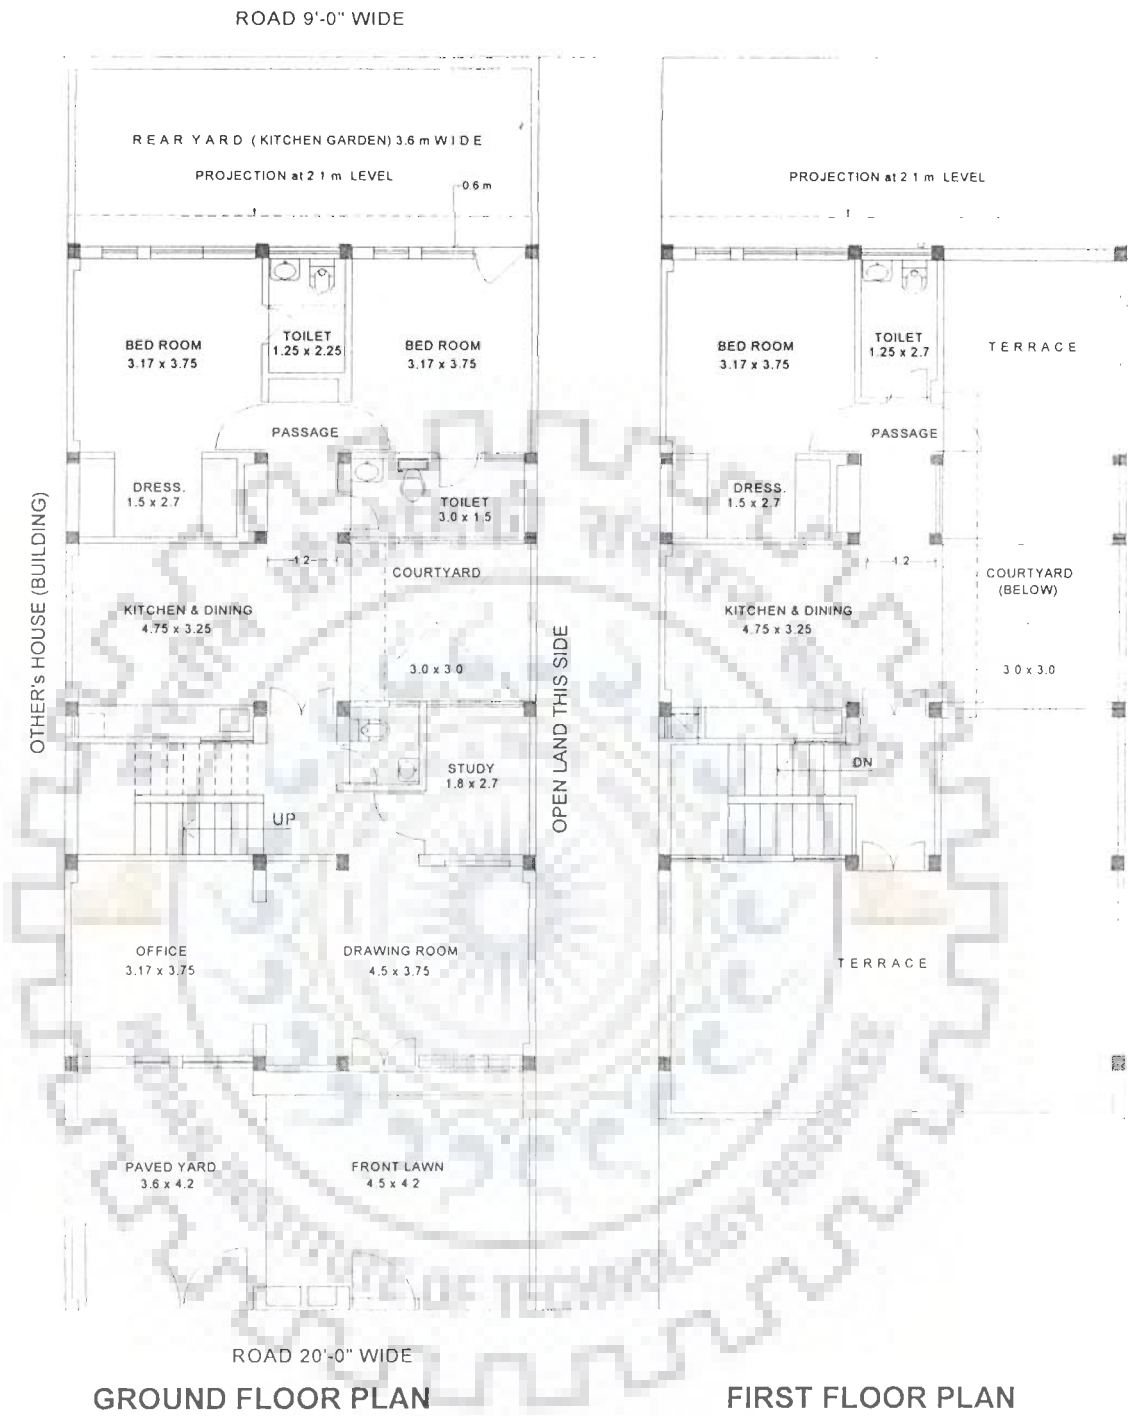 ROAD 9'-0" WIDE
REAR YARD (KITCHEN GARDEN) 3.6 m WIDE
PROJECTION at 2 1 m LEVEL
0.6 m
BED ROOM
3.17 x 3.75
TOILET
1.25 x 2.25
BED ROOM
3.17 x 3.75
PASSAGE
DRESS.
1.5 x 2.7
TOILET
3.0 x 1.5
1 2
COURTYARD
KITCHEN & DINING
4.75 x 3.25
3.0 x 3 0
OTHER's HOUSE (BUILDING)
OPEN LAND THIS SIDE
STUDY
1.8 x 2.7
UP
OFFICE
3.17 x 3.75
DRAWING ROOM
4.5 x 3.75
PAVED YARD
3.6 x 4.2
FRONT LAWN
4 5 x 4 2
ROAD 20'-0" WIDE
GROUND FLOOR PLAN
PROJECTION at 2 1 m LEVEL
BED ROOM
3.17 x 3.75
TOILET
1.25 x 2.7
TERRACE
PASSAGE
DRESS.
1.5 x 2.7
1 2
COURTYARD
(BELOW)
KITCHEN & DINING
4.75 x 3.25
3 0 x 3.0
DN
TERRACE
FIRST FLOOR PLAN
OF TECHNOLOGY